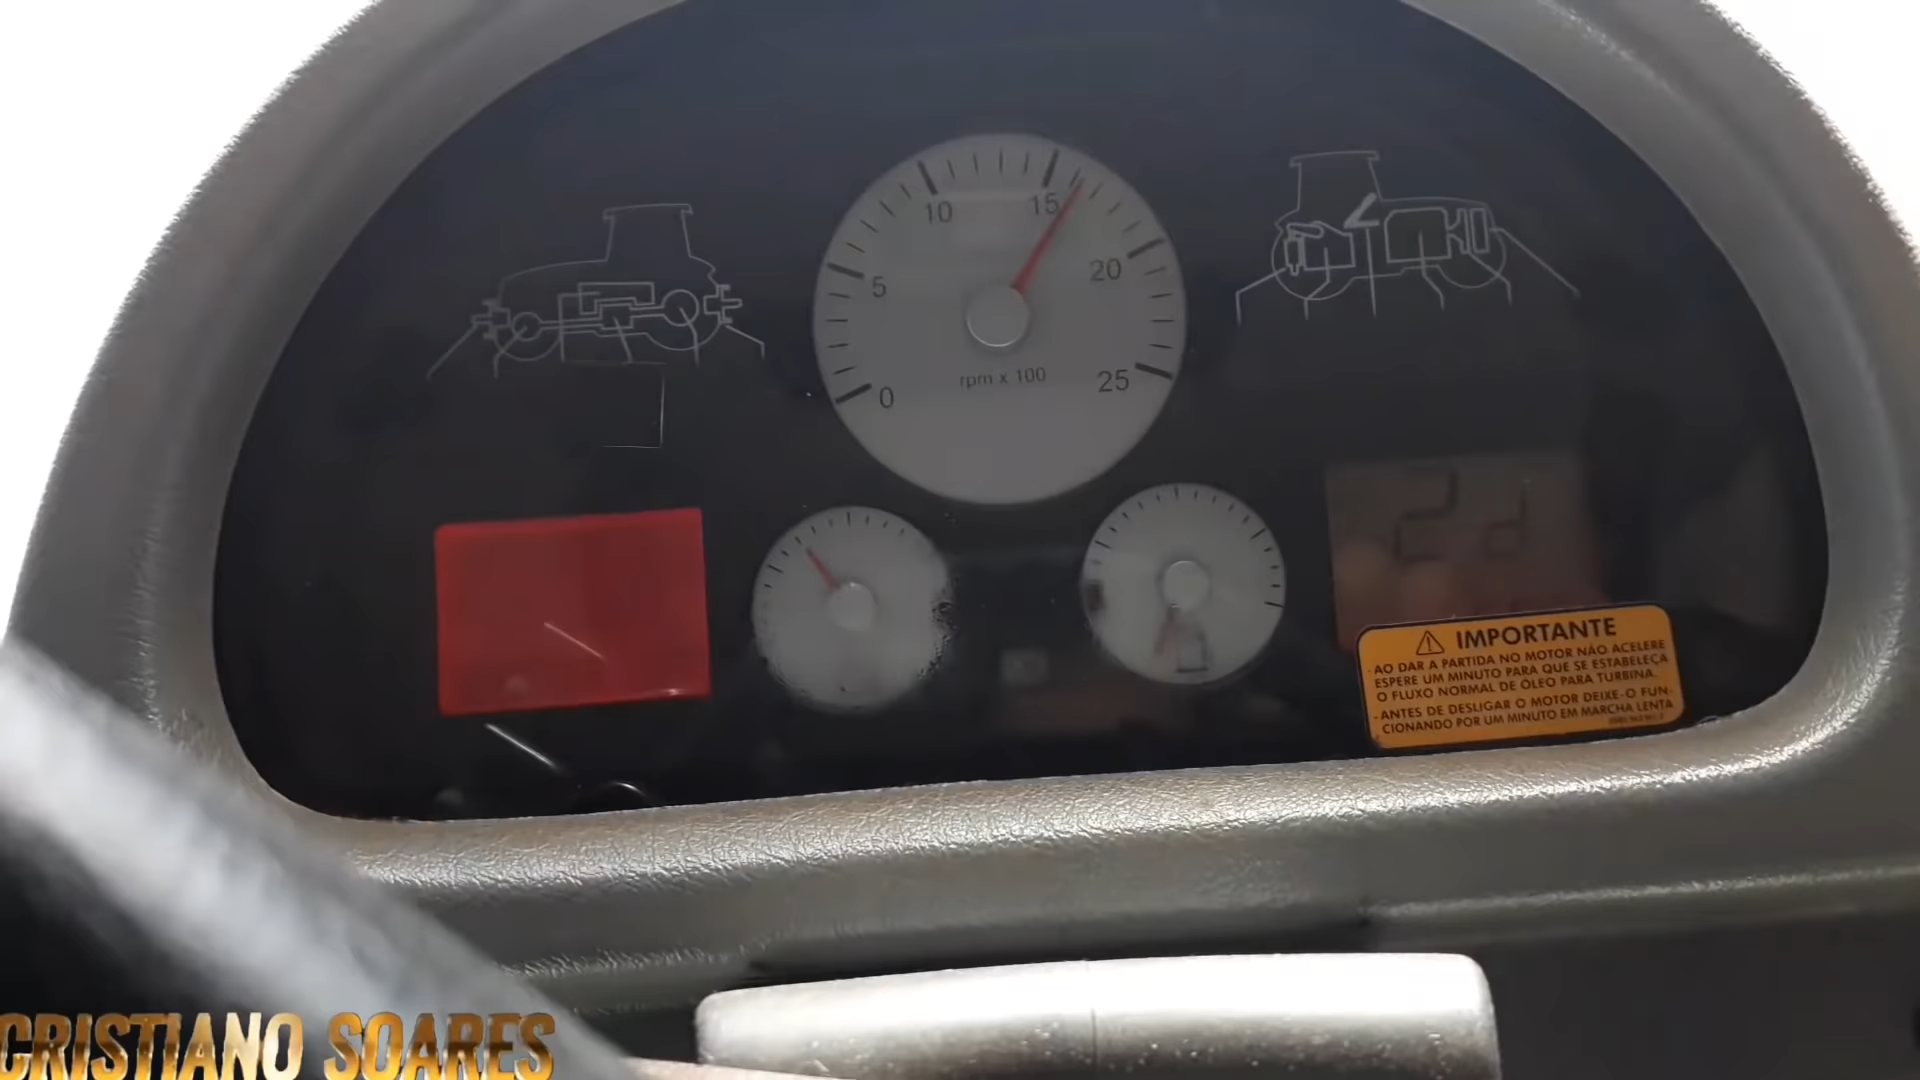 10
15
5
20
0
rpm x 100
25
2d
IMPORTANTE
- AO DAR A PARTIDA NO MOTOR NÃO ACELERE
ESPERE UM MINUTO PARA QUE SE ESTABELEÇA
O FLUXO NORMAL DE ÓLEO PARA TURBINA.
- ANTES DE DESLIGAR O MOTOR DEIXE-O FUN-
CIONANDO POR UM MINUTO EM MARCHA LENTA
CRISTIANO SOARES